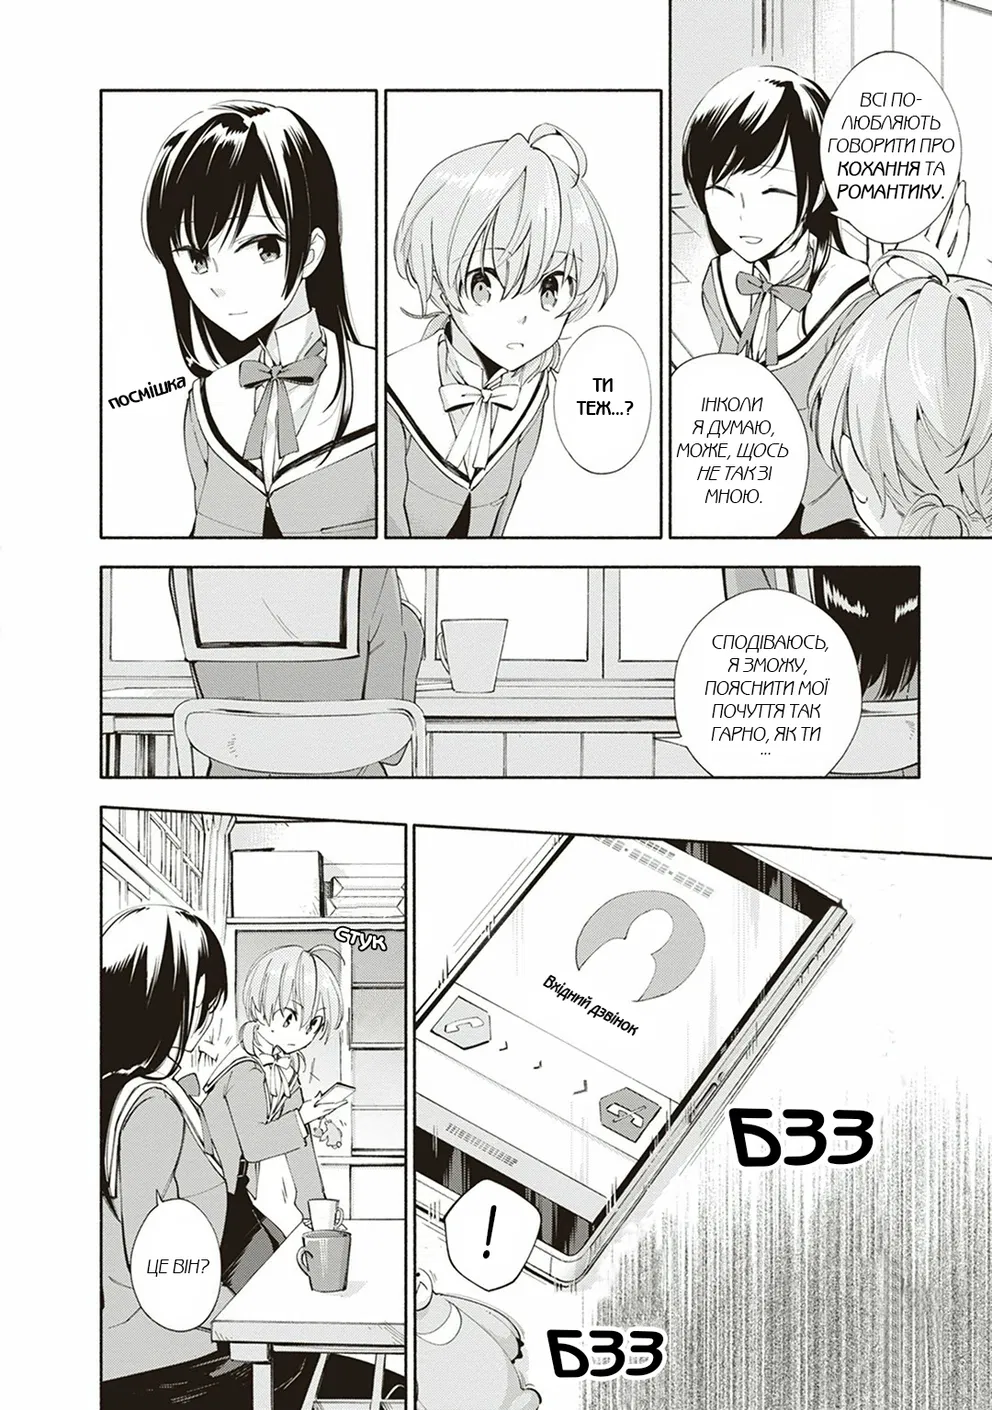 ВСІ ПО-
ЛЮБЛЯЮТЬ
ГОВОРИТИ ПРО
КОХАННЯ ТА
РОМАНТИКУ.
ІНКОЛИ
Я ДУМАЮ,
МОЖЕ, ЩОСЬ
НЕ ТАК ЗІ
МНОЮ.
ТИ
ТЕЖ...?
посмішка
СПОДІВАЮСЬ,
Я ЗМОЖУ,
ПОЯСНИТИ МОЇ
ПОЧУТТЯ ТАК
ГАРНО, ЯК ТИ
...
Вхідний дзвінок
БЗЗ
!
БЗЗ
СТУК
ЦЕ ВІН?